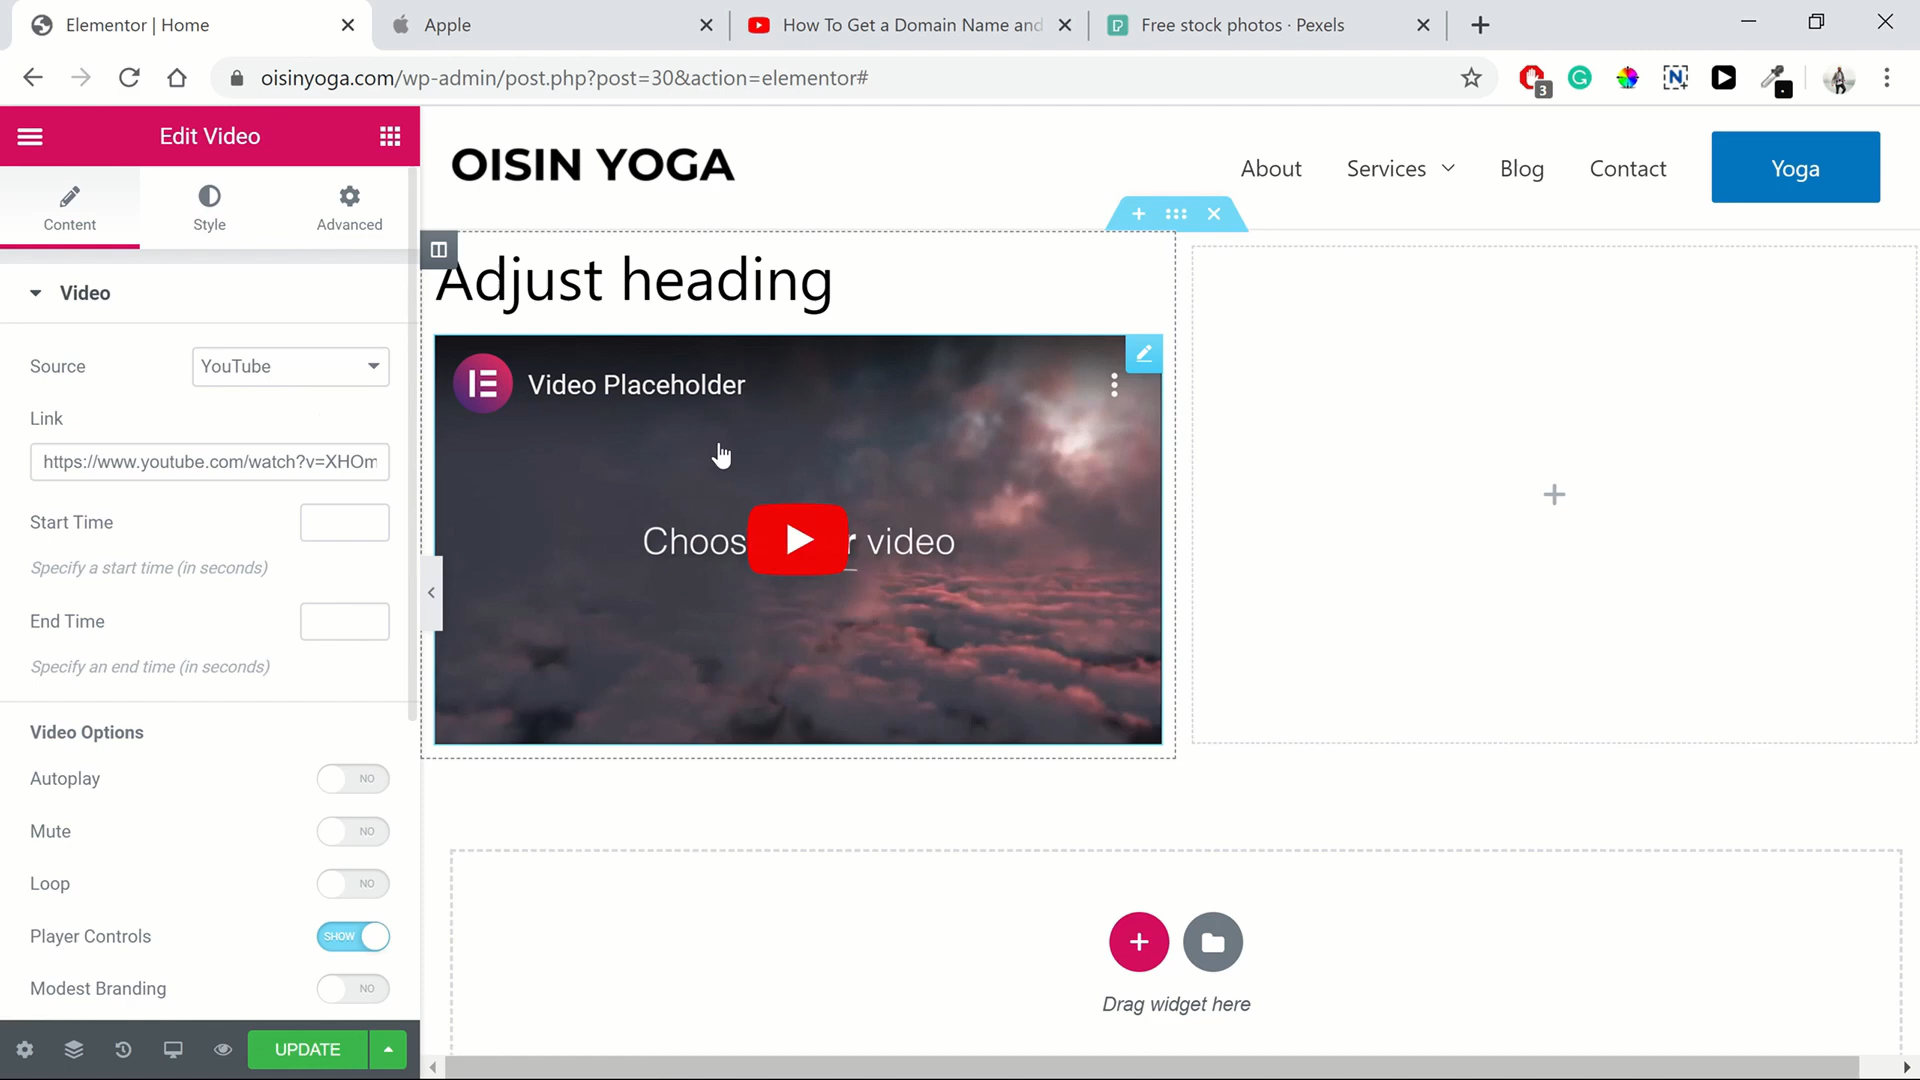 Elementor | Home
Apple
How To Get a Domain Name and
Free stock photos · Pexels
oisinyoga.com/wp-admin/post.php?post=30&action=elementor#
3
Edit Video
Content
Style
Advanced
Video
Source
YouTube
Link
https://www.youtube.com/watch?v=XHOm
Start Time
Specify a start time (in seconds)
End Time
Specify an end time (in seconds)
Video Options
Autoplay
NO
Mute
NO
Loop
NO
Player Controls
SHOW
Modest Branding
NO
UPDATE
OISIN YOGA
About
Services
Blog
Contact
Yoga
Adjust heading
Video Placeholder
Choos r video
Drag widget here